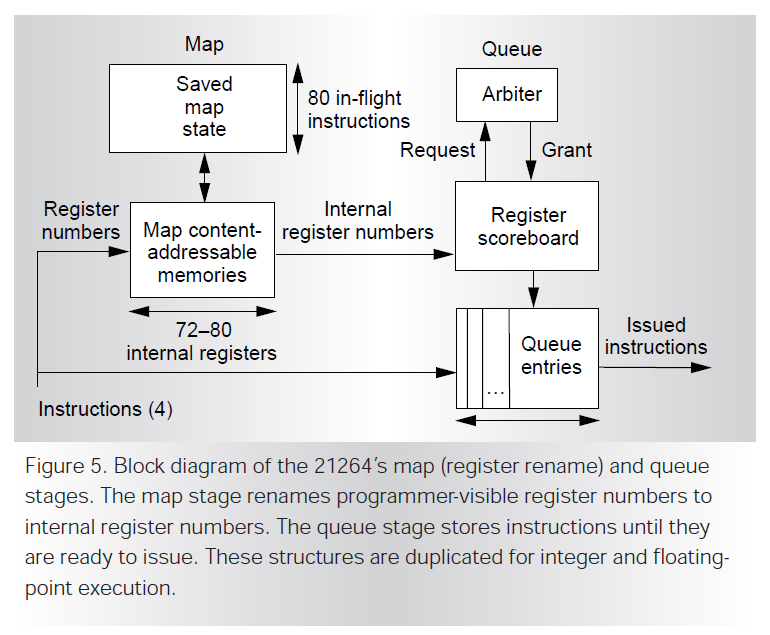 Map
Saved
map
state
80 in-flight
instructions
Register
numbers
Map content-
addressable
memories
Internal
register numbers
72–80
internal registers
Instructions (4)
Queue
Arbiter
Request
Grant
Register
scoreboard
Queue
entries
...
Issued
instructions
Figure 5. Block diagram of the 21264's map (register rename) and queue
stages. The map stage renames programmer-visible register numbers to
internal register numbers. The queue stage stores instructions until they
are ready to issue. These structures are duplicated for integer and floating-
point execution.